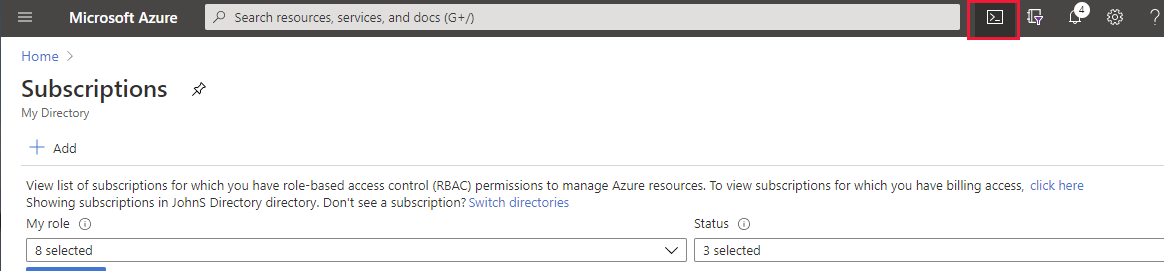 Microsoft Azure
Search resources, services, and docs (G+/)
4
Home
Subscriptions
My Directory
Add
View list of subscriptions for which you have role-based access control (RBAC) permissions to manage Azure resources. To view subscriptions for which you have billing access, click here
Showing subscriptions in JohnS Directory directory. Don't see a subscription? Switch directories
My role
Status
8 selected
3 selected